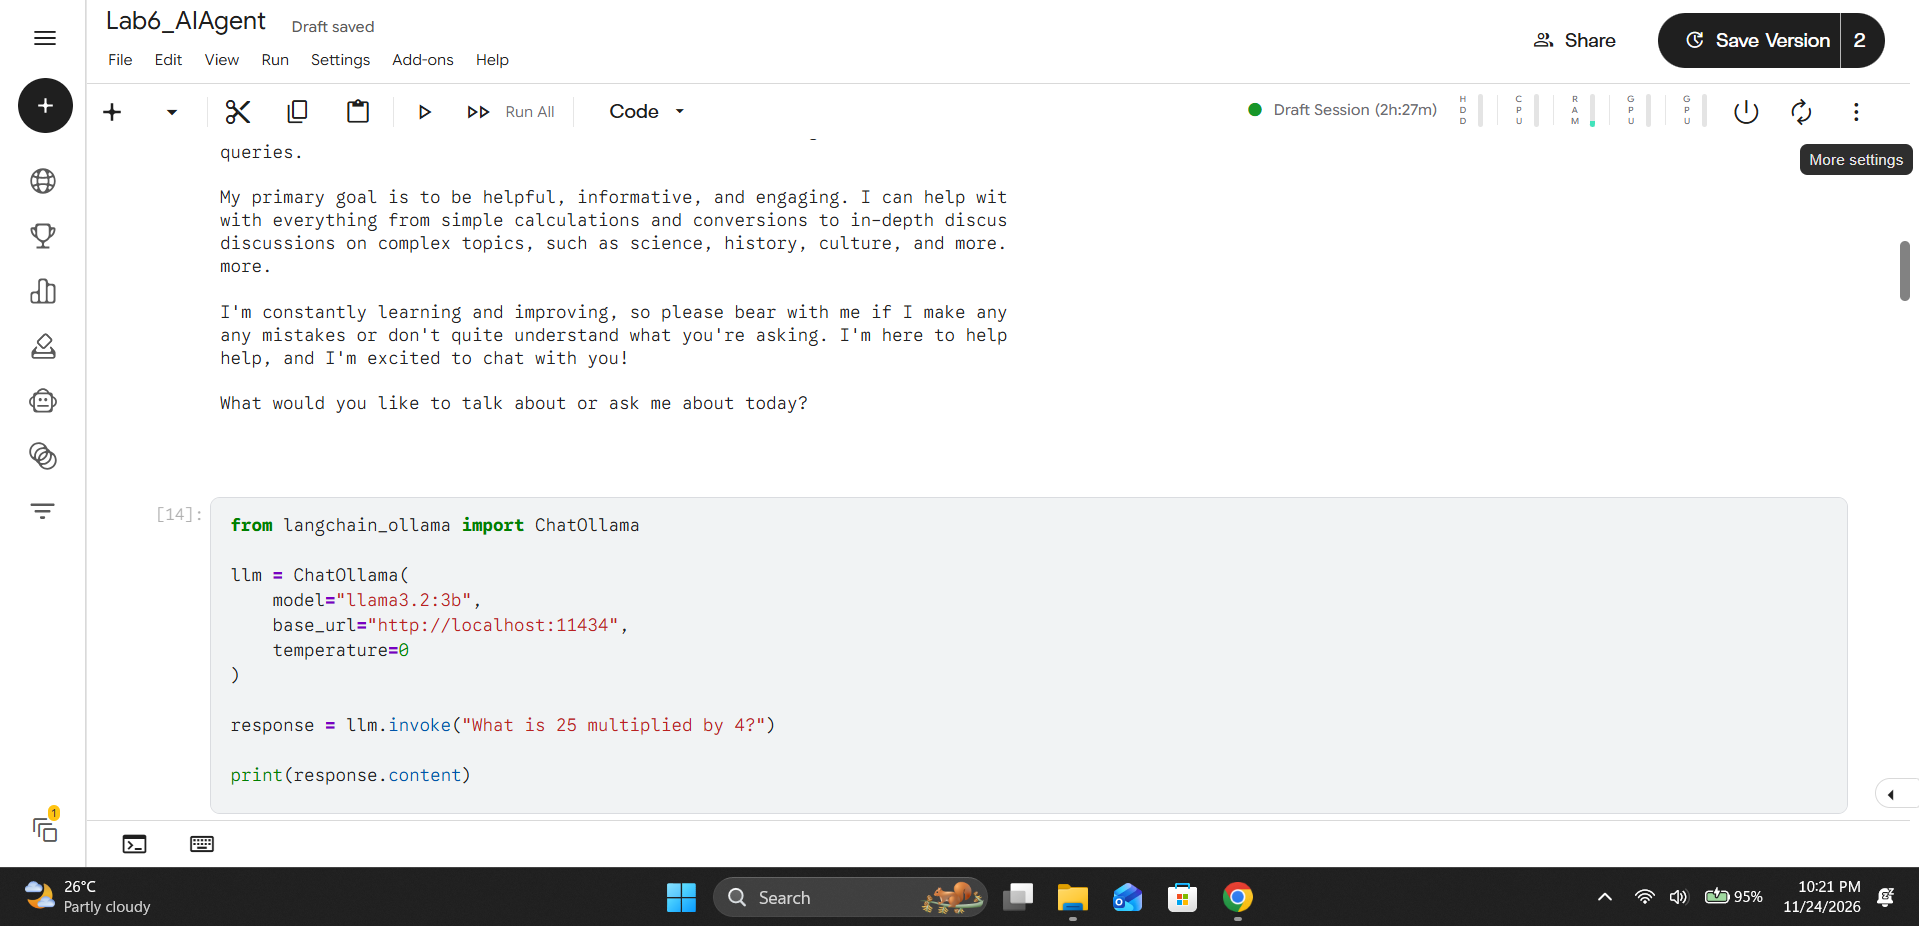 Lab6_AIAgent
Draft saved
File Edit View Run Settings Add-ons Help
Share
Save Version 2
Run All
Code
Draft Session (2h:27m)
HDD
CPU
RAM
GPU
GPU
More settings
queries.
My primary goal is to be helpful, informative, and engaging. I can help wit
with everything from simple calculations and conversions to in-depth discus
discussions on complex topics, such as science, history, culture, and more.
more.
I'm constantly learning and improving, so please bear with me if I make any
any mistakes or don't quite understand what you're asking. I'm here to help
help, and I'm excited to chat with you!
What would you like to talk about or ask me about today?
[14]:
from langchain_ollama import ChatOllama
llm = ChatOllama(
    model="llama3.2:3b",
    base_url="http://localhost:11434",
    temperature=0
)
response = llm.invoke("What is 25 multiplied by 4?")
print(response.content)
1
26°C
Partly cloudy
Search
95%
10:21 PM
11/24/2026